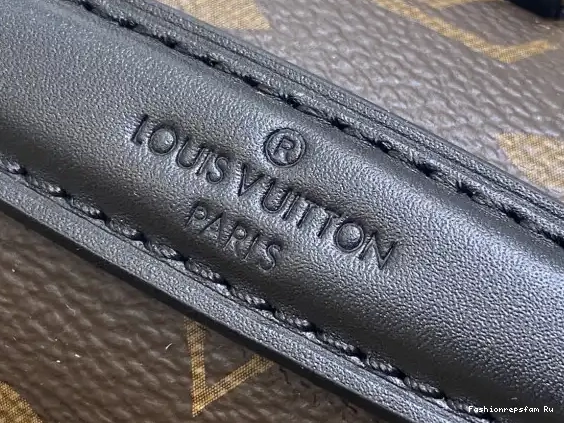 ®
LOUIS VUITTON
PARIS
Fashionrepsfam Ru